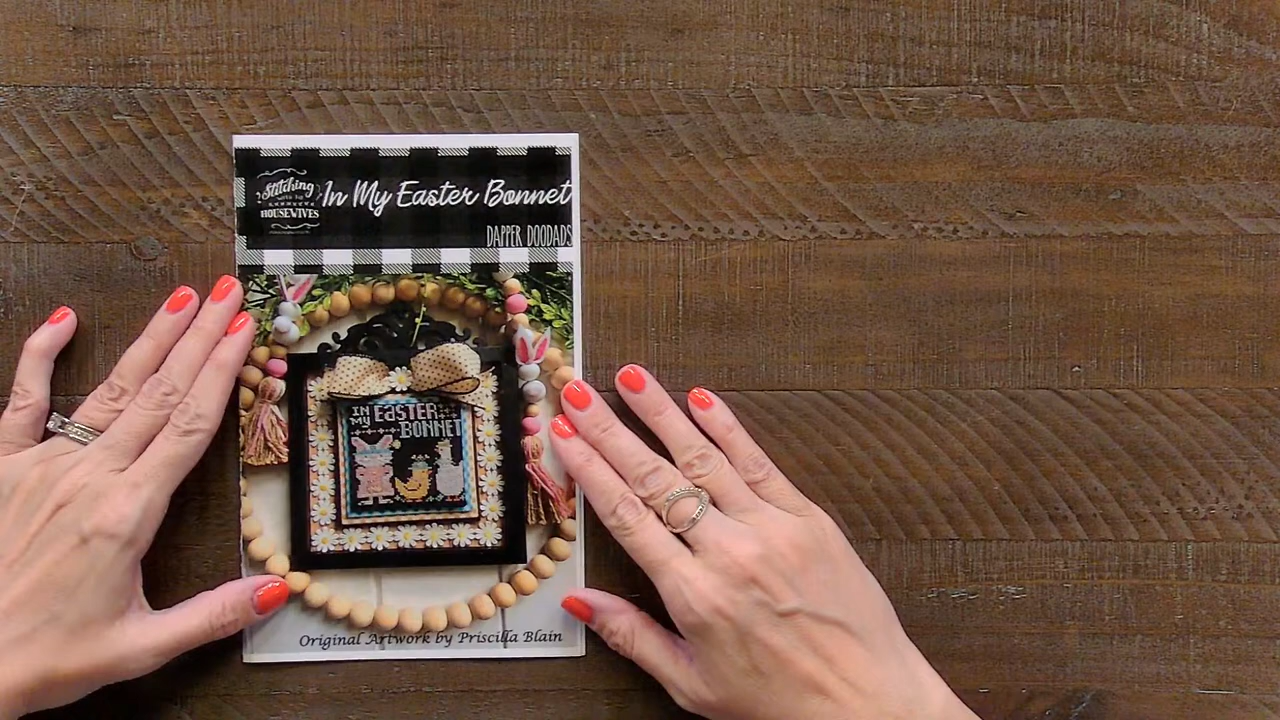 Stitching
with the
HOUSEWIVES
In My Easter Bonnet
DAPPER DOODADS
IN
MY
EASTER
BONNET
Original Artwork by Priscilla Blain